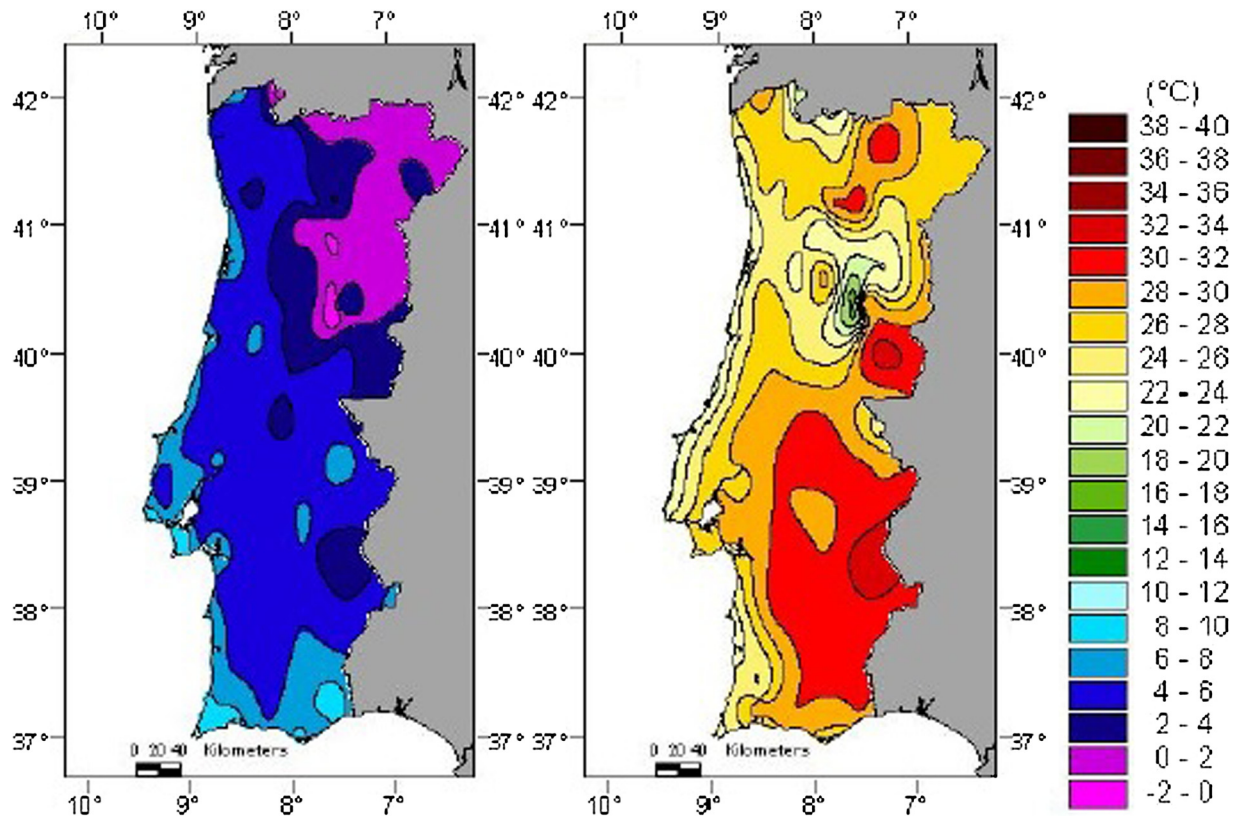 10° 9° 8° 7°
10° 9° 8° 7°
N
N
42°
41°
40°
39°
38°
37°
42° 42°
41° 41°
40° 40°
39° 39°
38° 38°
37° 37°
42°
41°
40°
39°
38°
37°
0 20 40 Kilometers
0 20 40 Kilometers
10° 9° 8° 7°
10° 9° 8° 7°
(°C)
38 - 40
36 - 38
34 - 36
32 - 34
30 - 32
28 - 30
26 - 28
24 - 26
22 - 24
20 - 22
18 - 20
16 - 18
14 - 16
12 - 14
10 - 12
8 - 10
6 - 8
4 - 6
2 - 4
0 - 2
-2 - 0